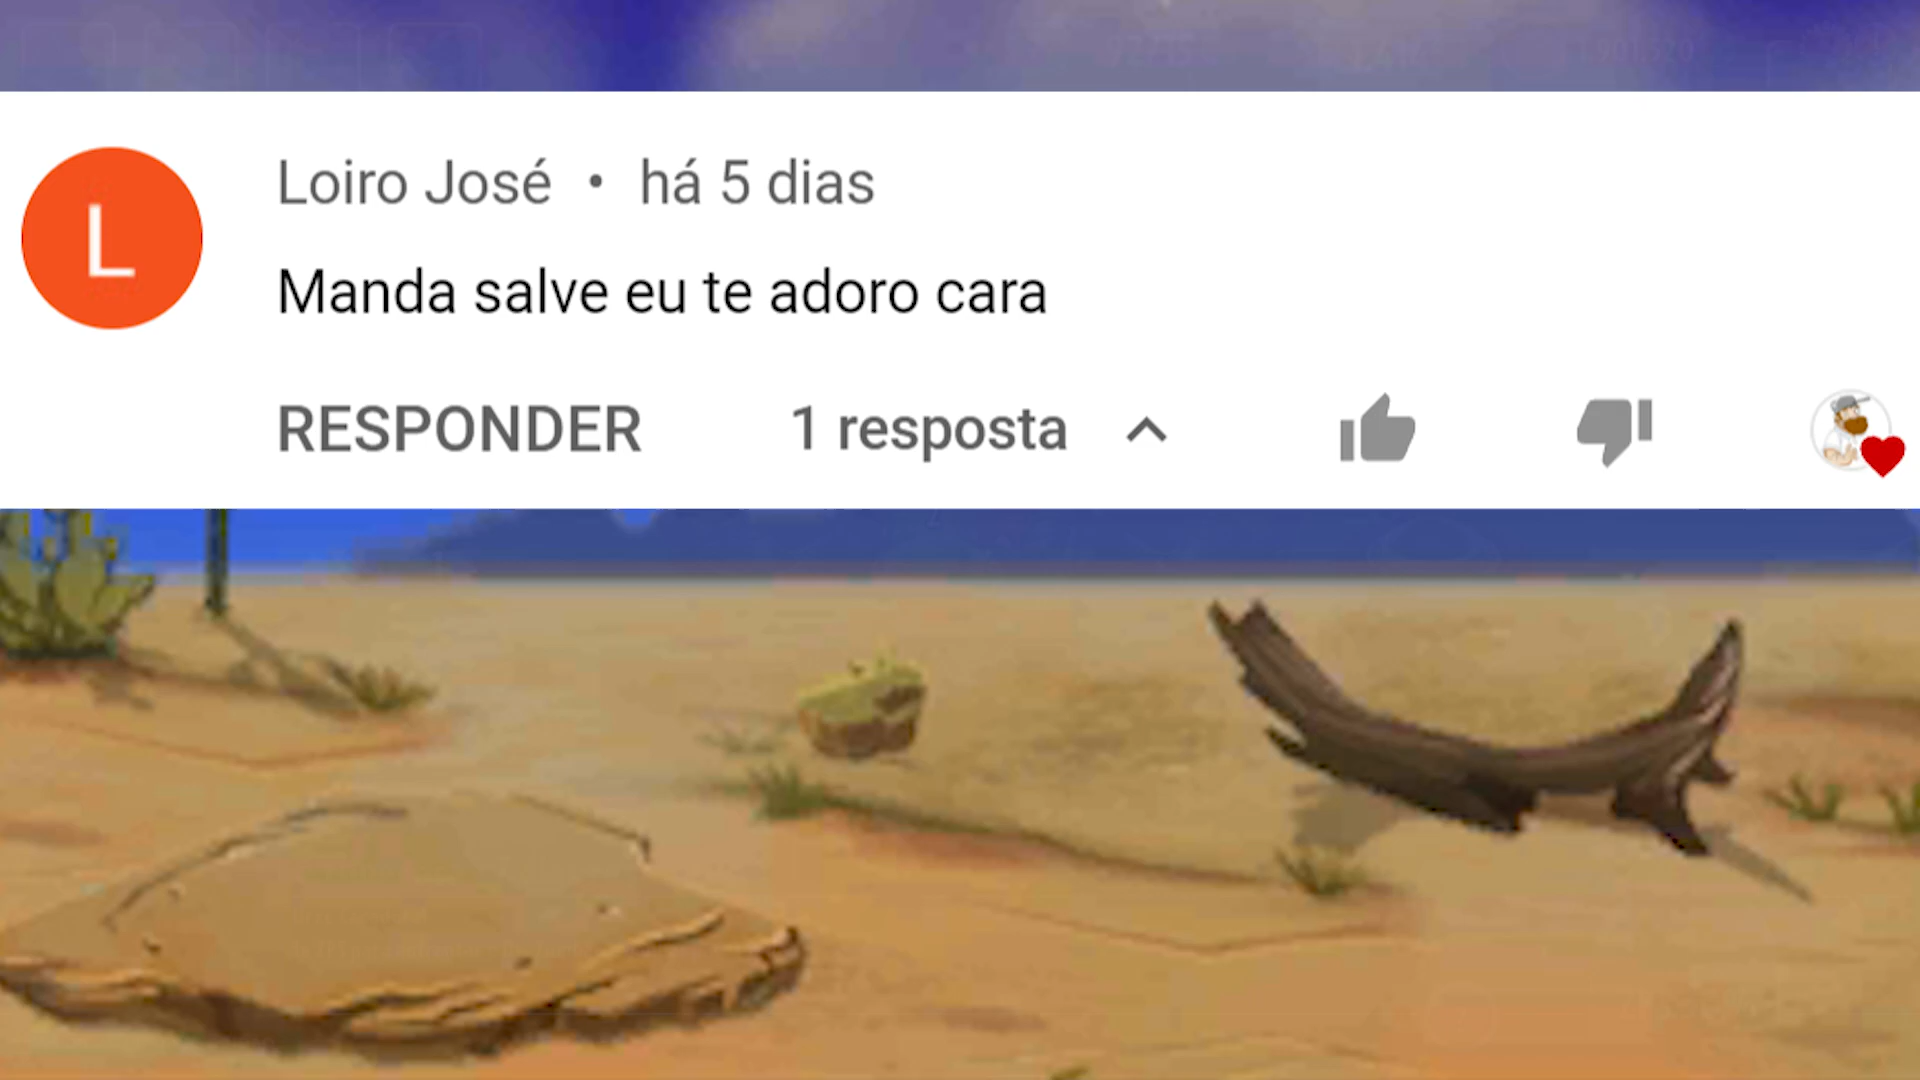 Loiro José • há 5 dias
L
Manda salve eu te adoro cara
RESPONDER 1 resposta